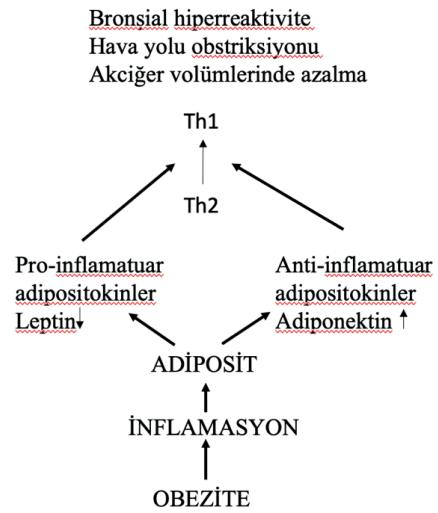 Bronşial hiperreaktivite
Hava yolu obstriksiyonu
Akciğer volümlerinde azalma
Th1
Th2
Pro-inflamatuar
adipositokinler
Leptin↓
Anti-inflamatuar
adipositokinler
Adiponektin ↑
ADİPOSİT
İNFLAMASYON
OBEZİTE